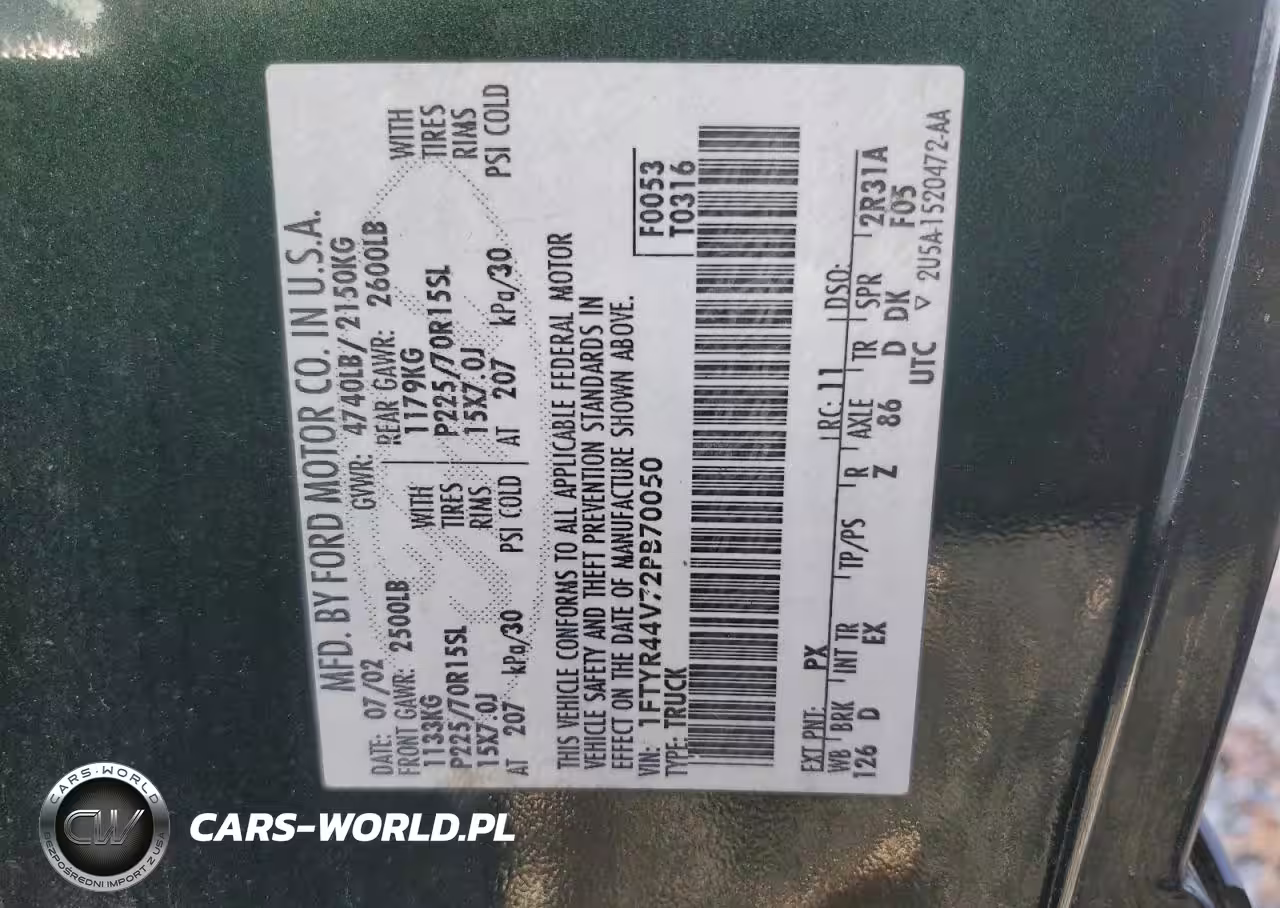 MFD. BY FORD MOTOR CO. IN U.S.A.
DATE: 07/02 GVWR: 4740LB/2150KG
FRONT GAWR: 2500LB REAR GAWR: 2600LB
1133KG WITH 1179KG WITH
P225/70R15SL TIRES P225/70R15SL TIRES
15X7.0J RIMS 15X7.0J RIMS
AT 207 kPa/30 PSI COLD AT 207 kPa/30 PSI COLD
THIS VEHICLE CONFORMS TO ALL APPLICABLE FEDERAL MOTOR
VEHICLE SAFETY AND THEFT PREVENTION STANDARDS IN
EFFECT ON THE DATE OF MANUFACTURE SHOWN ABOVE.
VIN: 1FTYR44V72PB70050 F0053
TYPE: TRUCK T0316
EXT PNT: PX RC: 11 DSO:
WB BRK INT TR TP/PS R AXLE TR SPR 2R31A
126 D EX Z 86 D DK F05
UTC ▽ 2U5A-1520472-AA
CARS-WORLD
CW
BEZPOŚREDNI IMPORT Z USA
CARS-WORLD.PL